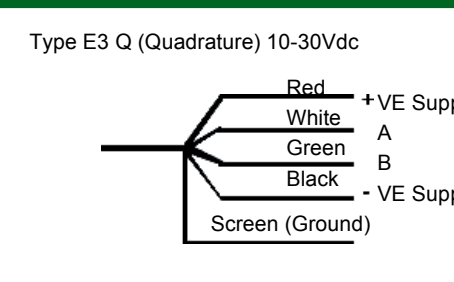 Type E3 Q (Quadrature) 10-30Vdc
Red + VE Supp
White A
Green B
Black - VE Supp
Screen (Ground)